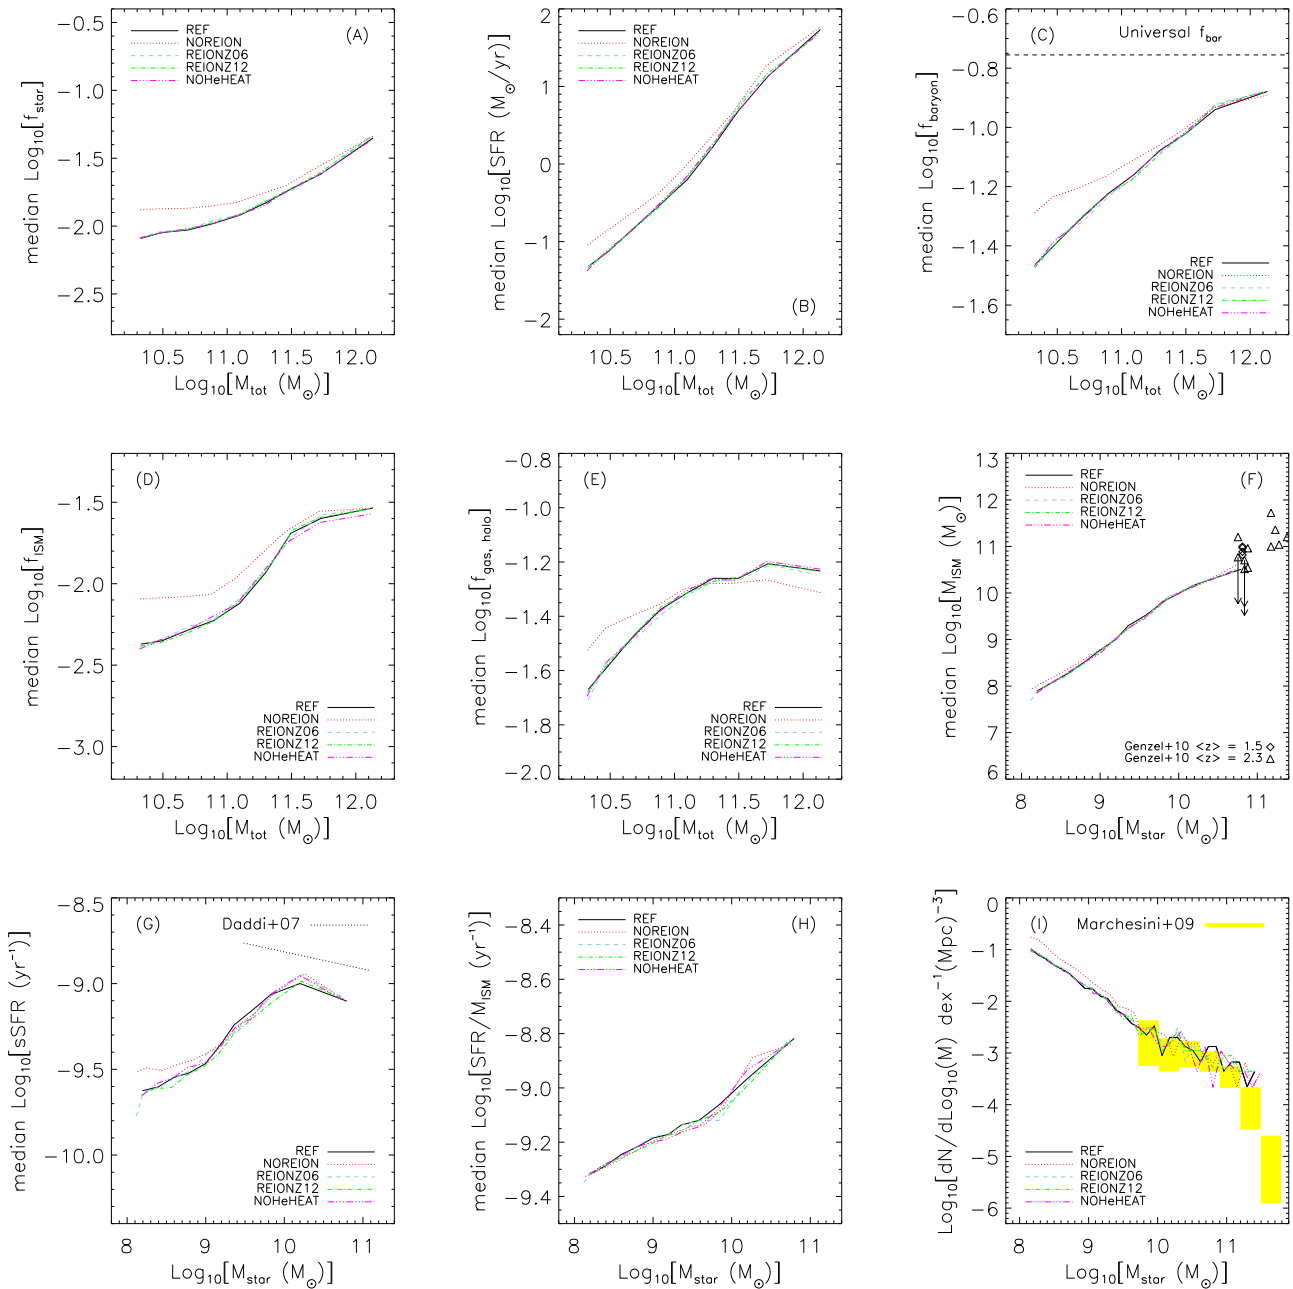 (A)
REF
NOREION
REIONZ06
REIONZ12
NOHeHEAT
−0.5
−1.0
−1.5
−2.0
−2.5
median Log10[fstar]
10.5 11.0 11.5 12.0
Log10[Mtot (M⊙)]
REF
NOREION
REIONZ06
REIONZ12
NOHeHEAT
(B)
2
1
0
−1
−2
median Log10[SFR (M⊙/yr)]
10.5 11.0 11.5 12.0
Log10[Mtot (M⊙)]
(C)
Universal fbar
REF
NOREION
REIONZ06
REIONZ12
NOHeHEAT
−0.6
−0.8
−1.0
−1.2
−1.4
−1.6
median Log10[fbaryon]
10.5 11.0 11.5 12.0
Log10[Mtot (M⊙)]
(D)
REF
NOREION
REIONZ06
REIONZ12
NOHeHEAT
−1.5
−2.0
−2.5
−3.0
median Log10[fISM]
10.5 11.0 11.5 12.0
Log10[Mtot (M⊙)]
(E)
REF
NOREION
REIONZ06
REIONZ12
NOHeHEAT
−0.8
−1.0
−1.2
−1.4
−1.6
−1.8
−2.0
median Log10[fgas, halo]
10.5 11.0 11.5 12.0
Log10[Mtot (M⊙)]
(F)
REF
NOREION
REIONZ06
REIONZ12
NOHeHEAT
Genzel+10 <z> = 1.5
Genzel+10 <z> = 2.3
13
12
11
10
9
8
7
6
median Log10[MISM (M⊙)]
8 9 10 11
Log10[Mstar (M⊙)]
(G)
Daddi+07
REF
NOREION
REIONZ06
REIONZ12
NOHeHEAT
−8.5
−9.0
−9.5
−10.0
median Log10[sSFR (yr−1)]
8 9 10 11
Log10[Mstar (M⊙)]
REF
NOREION
REIONZ06
REIONZ12
NOHeHEAT
(H)
−8.4
−8.6
−8.8
−9.0
−9.2
−9.4
median Log10[SFR/MISM (yr−1)]
8 9 10 11
Log10[Mstar (M⊙)]
(I)
Marchesini+09
REF
NOREION
REIONZ06
REIONZ12
NOHeHEAT
0
−1
−2
−3
−4
−5
−6
Log10[dN/dLog10(M) dex−1(Mpc)−3]
8 9 10 11
Log10[Mstar (M⊙)]